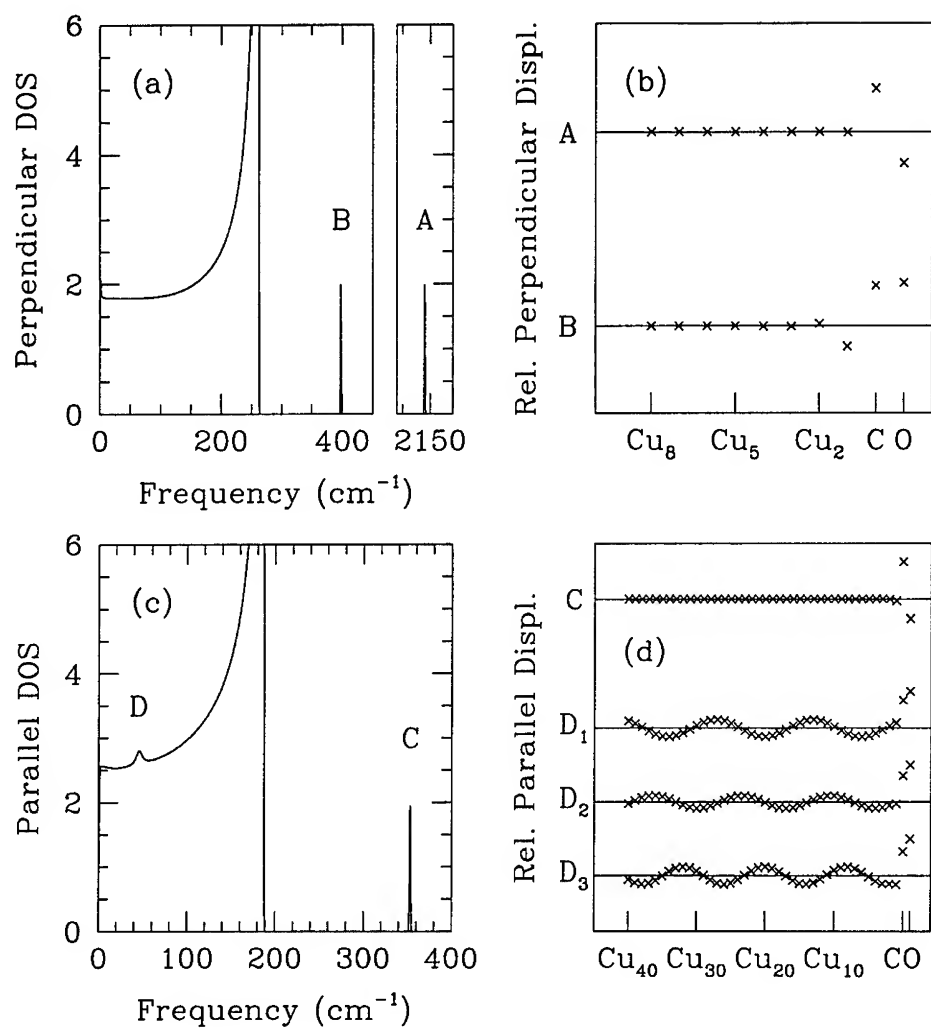 Perpendicular DOS
6
4
2
0
(a)
B
A
0 200 400 2150
Frequency (cm⁻¹)
Rel. Perpendicular Displ.
(b)
A
B
Cu₈ Cu₅ Cu₂ C O
Parallel DOS
6
4
2
0
(c)
D
C
0 100 200 300 400
Frequency (cm⁻¹)
Rel. Parallel Displ.
C
(d)
D₁
D₂
D₃
Cu₄₀ Cu₃₀ Cu₂₀ Cu₁₀ CO